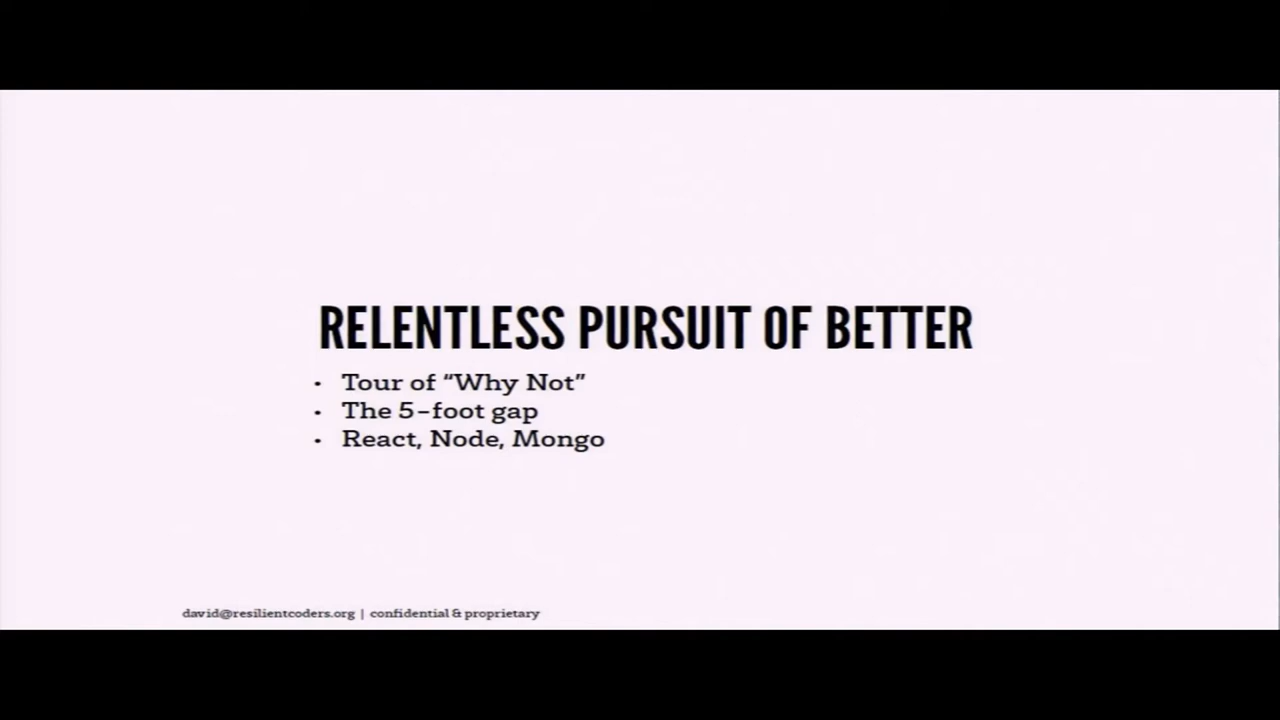 RELENTLESS PURSUIT OF BETTER
• Tour of “Why Not”
• The 5-foot gap
• React, Node, Mongo
david@resilientcoders.org | confidential & proprietary